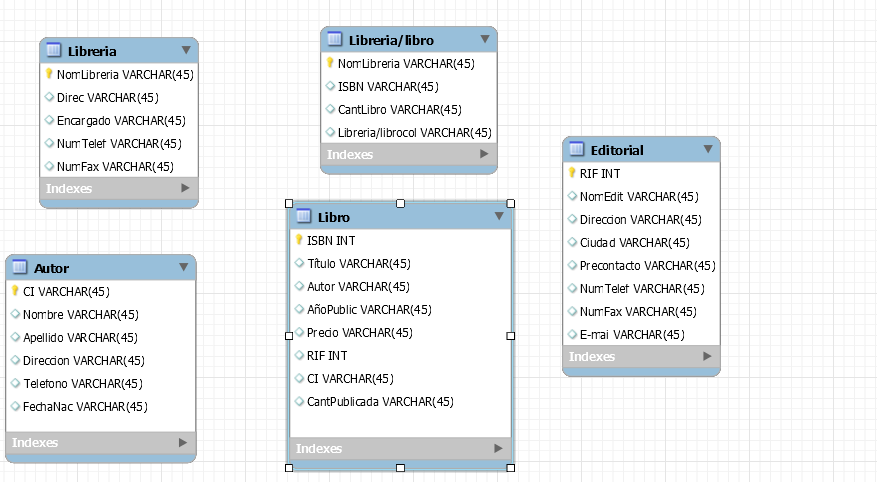 Libreria
NomLibreria VARCHAR(45)
Direc VARCHAR(45)
Encargado VARCHAR(45)
NumTelef VARCHAR(45)
NumFax VARCHAR(45)
Indexes
Libreria/libro
NomLibreria VARCHAR(45)
ISBN VARCHAR(45)
CantLibro VARCHAR(45)
Libreria/librocol VARCHAR(45)
Indexes
Editorial
RIF INT
NomEdit VARCHAR(45)
Direccion VARCHAR(45)
Ciudad VARCHAR(45)
Precontacto VARCHAR(45)
NumTelef VARCHAR(45)
NumFax VARCHAR(45)
E-mai VARCHAR(45)
Indexes
Autor
CI VARCHAR(45)
Nombre VARCHAR(45)
Apellido VARCHAR(45)
Direccion VARCHAR(45)
Telefono VARCHAR(45)
FechaNac VARCHAR(45)
Indexes
Libro
ISBN INT
Título VARCHAR(45)
Autor VARCHAR(45)
AñoPublic VARCHAR(45)
Precio VARCHAR(45)
RIF INT
CI VARCHAR(45)
CantPublicada VARCHAR(45)
Indexes